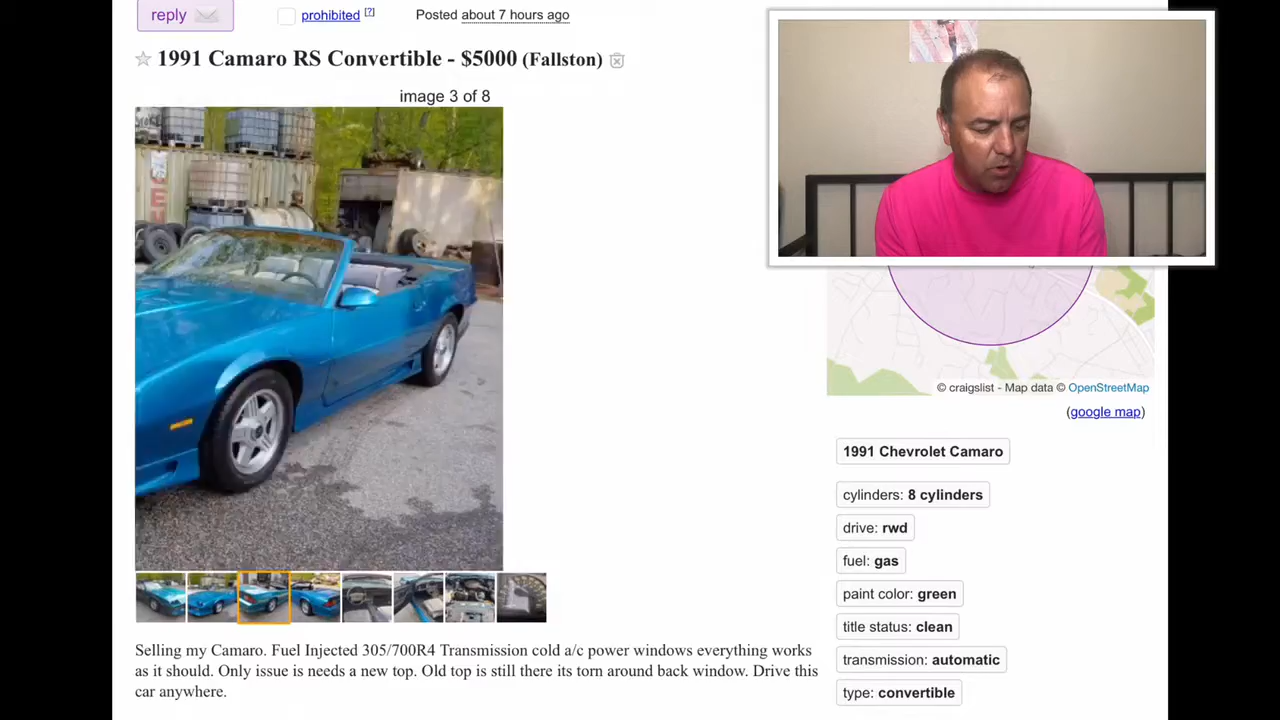 reply
prohibited [?]
Posted about 7 hours ago
1991 Camaro RS Convertible - $5000 (Fallston)
image 3 of 8
© craigslist - Map data © OpenStreetMap
(google map)
1991 Chevrolet Camaro
cylinders: 8 cylinders
drive: rwd
fuel: gas
paint color: green
title status: clean
transmission: automatic
type: convertible
Selling my Camaro. Fuel Injected 305/700R4 Transmission cold a/c power windows everything works
as it should. Only issue is needs a new top. Old top is still there its torn around back window. Drive this
car anywhere.